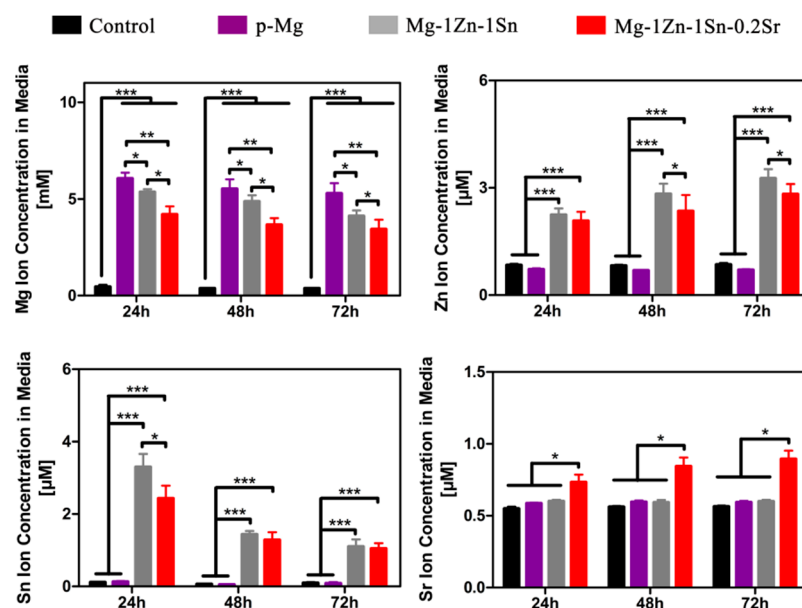 Control p-Mg Mg-1Zn-1Sn Mg-1Zn-1Sn-0.2Sr
Mg Ion Concentration in Media
[mM]
10
5
0
*** *** ***
** ** **
* * *
* * *
24h 48h 72h
Zn Ion Concentration in Media
[µM]
6
3
0
*** *** ***
*** *** ***
* *
24h 48h 72h
Sn Ion Concentration in Media
[µM]
6
4
2
0
*** *** ***
*** *** ***
*
24h 48h 72h
Sr Ion Concentration in Media
[µM]
1.5
1.0
0.5
0.0
* * *
24h 48h 72h